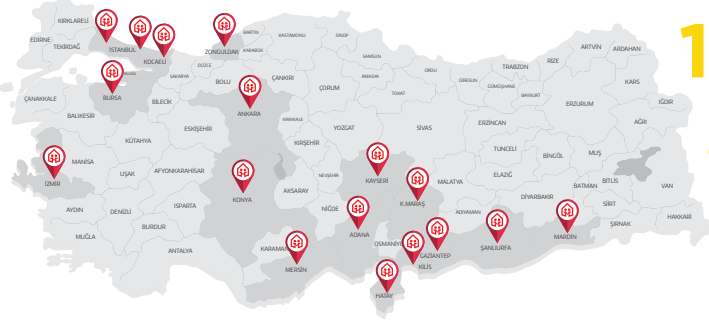 KIRKLARELİ
EDİRNE
TEKİRDAĞ
İSTANBUL
KOCAELİ
ZONGULDAK
BARTIN
KARABÜK
KASTAMONU
SİNOP
SAMSUN
ORDU
GİRESUN
TRABZON
RİZE
ARTVİN
ARDAHAN
KARS
IĞDIR
AĞRI
1
GÜMÜŞHANE
BAYBURT
ERZURUM
ERZİNCAN
DÜZCE
SAKARYA
BOLU
ÇANKIRI
ÇORUM
AMASYA
TOKAT
SİVAS
BURSA
BİLECİK
ÇANAKKALE
BALIKESİR
ESKİŞEHİR
ANKARA
KIRIKKALE
YOZGAT
KIRŞEHİR
KÜTAHYA
MANİSA
UŞAK
AFYONKARAHİSAR
İZMİR
KONYA
AKSARAY
NEVŞEHİR
KAYSERİ
NİĞDE
K.MARAŞ
MALATYA
TUNCELİ
ELAZIĞ
BİNGÖL
MUŞ
BİTLİS
VAN
BATMAN
DİYARBAKIR
SİİRT
ŞIRNAK
HAKKARİ
MARDİN
ADIYAMAN
ŞANLIURFA
GAZİANTEP
KİLİS
OSMANİYE
ADANA
HATAY
KARAMAN
MERSİN
AYDIN
DENİZLİ
ISPARTA
BURDUR
MUĞLA
ANTALYA